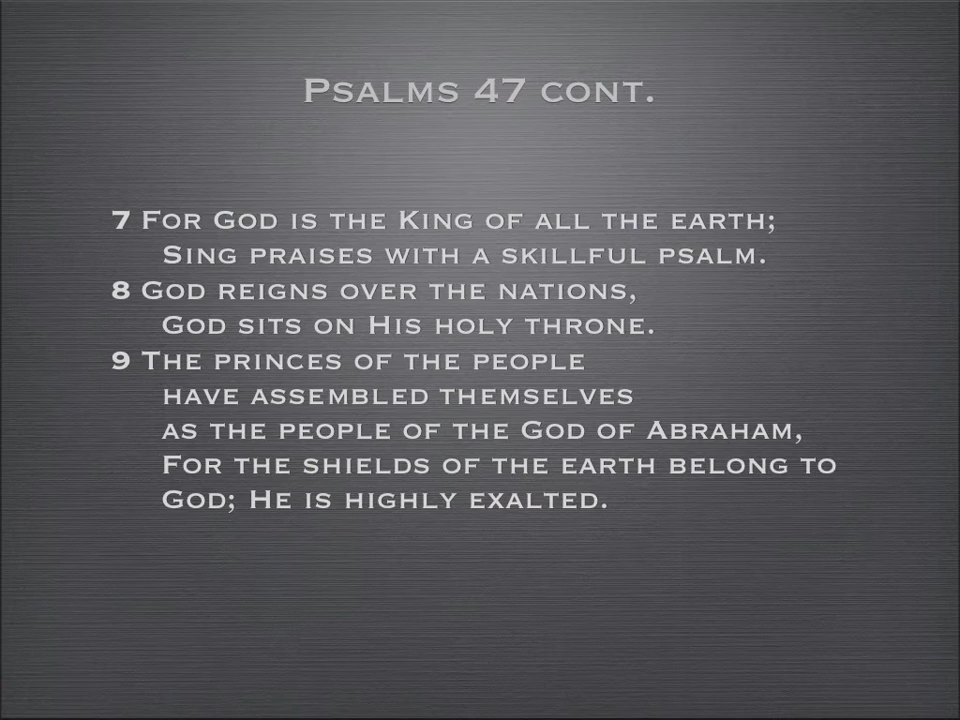 Psalms 47 cont.
7 For God is the King of all the earth;
Sing praises with a skillful psalm.
8 God reigns over the nations,
God sits on His holy throne.
9 The princes of the people
have assembled themselves
as the people of the God of Abraham,
For the shields of the earth belong to
God; He is highly exalted.